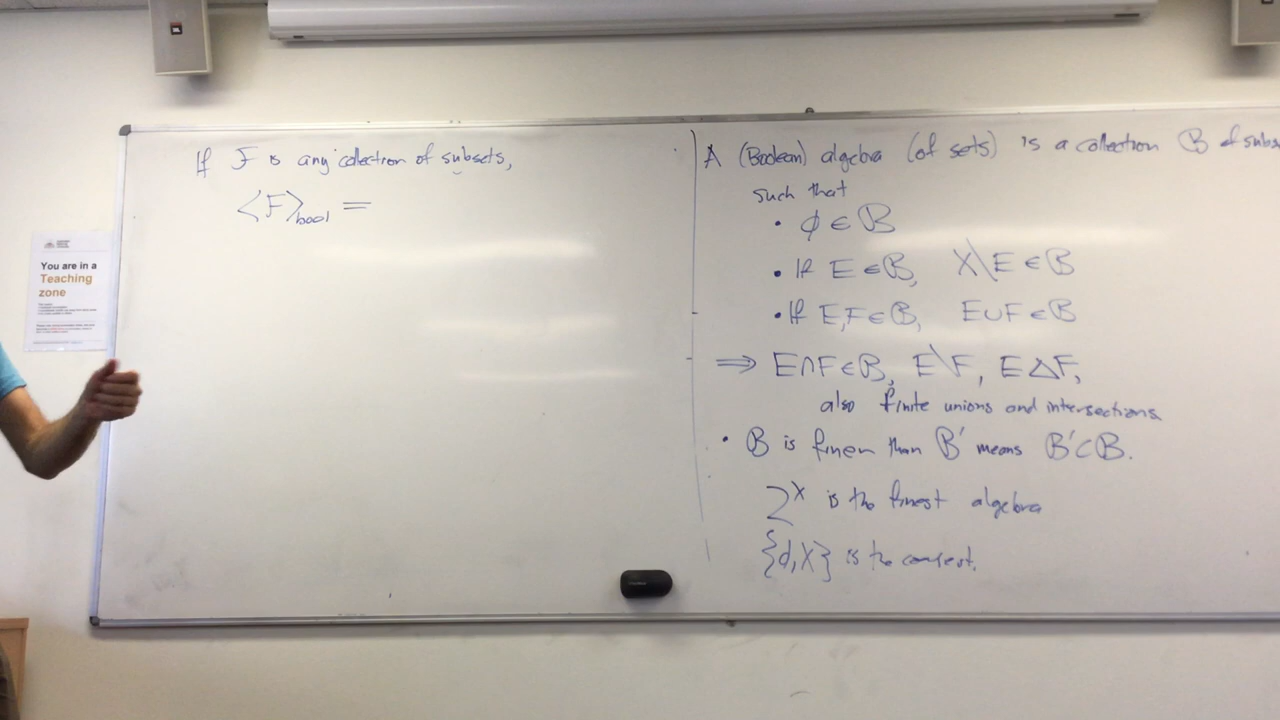 If F is any collection of subsets,
⟨F⟩bool =
A (Boolean) algebra (of sets) is a collection B of subs
such that
• ∅ ∈ B
• If E ∈ B, X\E ∈ B
• If E,F ∈ B, E∪F ∈ B
⟹ E∩F ∈ B, E\F, E△F,
also finite unions and intersections
• B is finer than B' means B'⊂B.
2^X is the finest algebra
{∅,X} is the coarsest.
You are in a
Teaching
zone